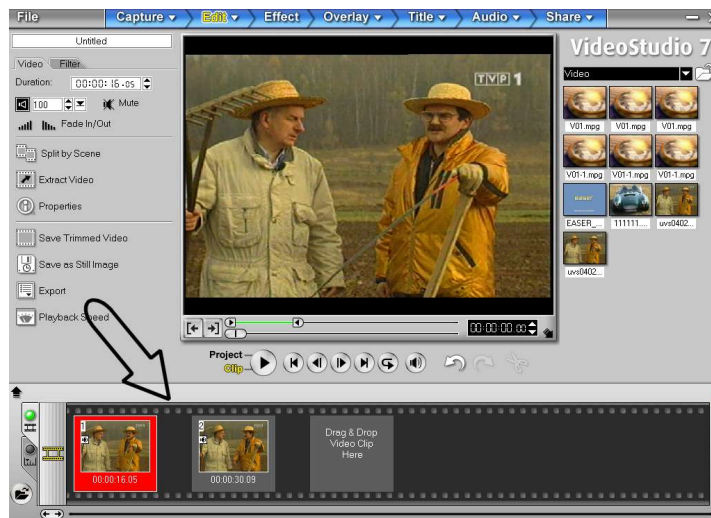 File Capture Edit Effect Overlay Title Audio Share
Untitled
VideoStudio 7
Video Filter
Video
Duration: 00:00:16.05
100 Mute
Fade In/Out
Split by Scene
Extract Video
Properties
Save Trimmed Video
Save as Still Image
Export
Playback Speed
TVP 1
V01.mpg V01.mpg V01.mpg
V01-1.mpg V01-1.mpg V01-1.mpg
EASER_... 111111.... uvs0402...
uvs0402...
00:00:00.00
Project
Clip
1
2
Drag & Drop
Video Clip
Here
00:00:16.05
00:00:30.09